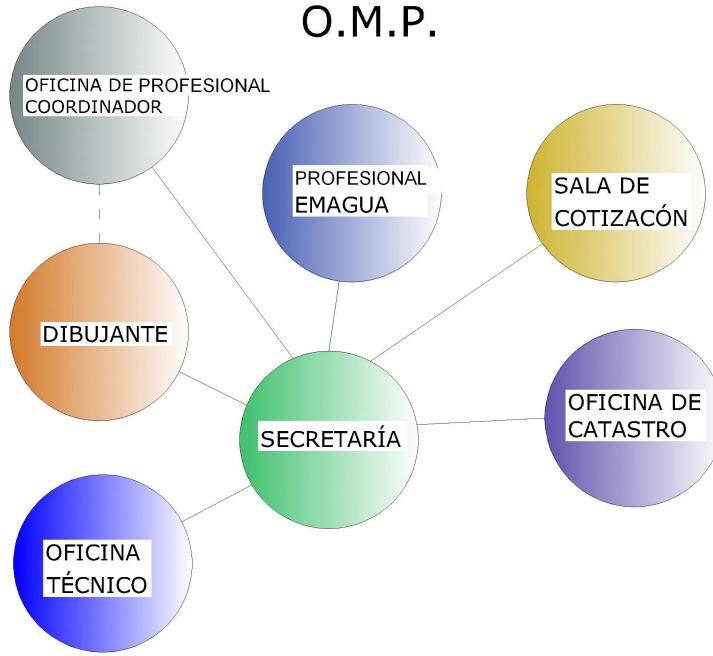 O.M.P.
OFICINA DE PROFESIONAL
COORDINADOR
PROFESIONAL
EMAGUA
SALA DE
COTIZACÓN
DIBUJANTE
SECRETARÍA
OFICINA DE
CATASTRO
OFICINA
TÉCNICO